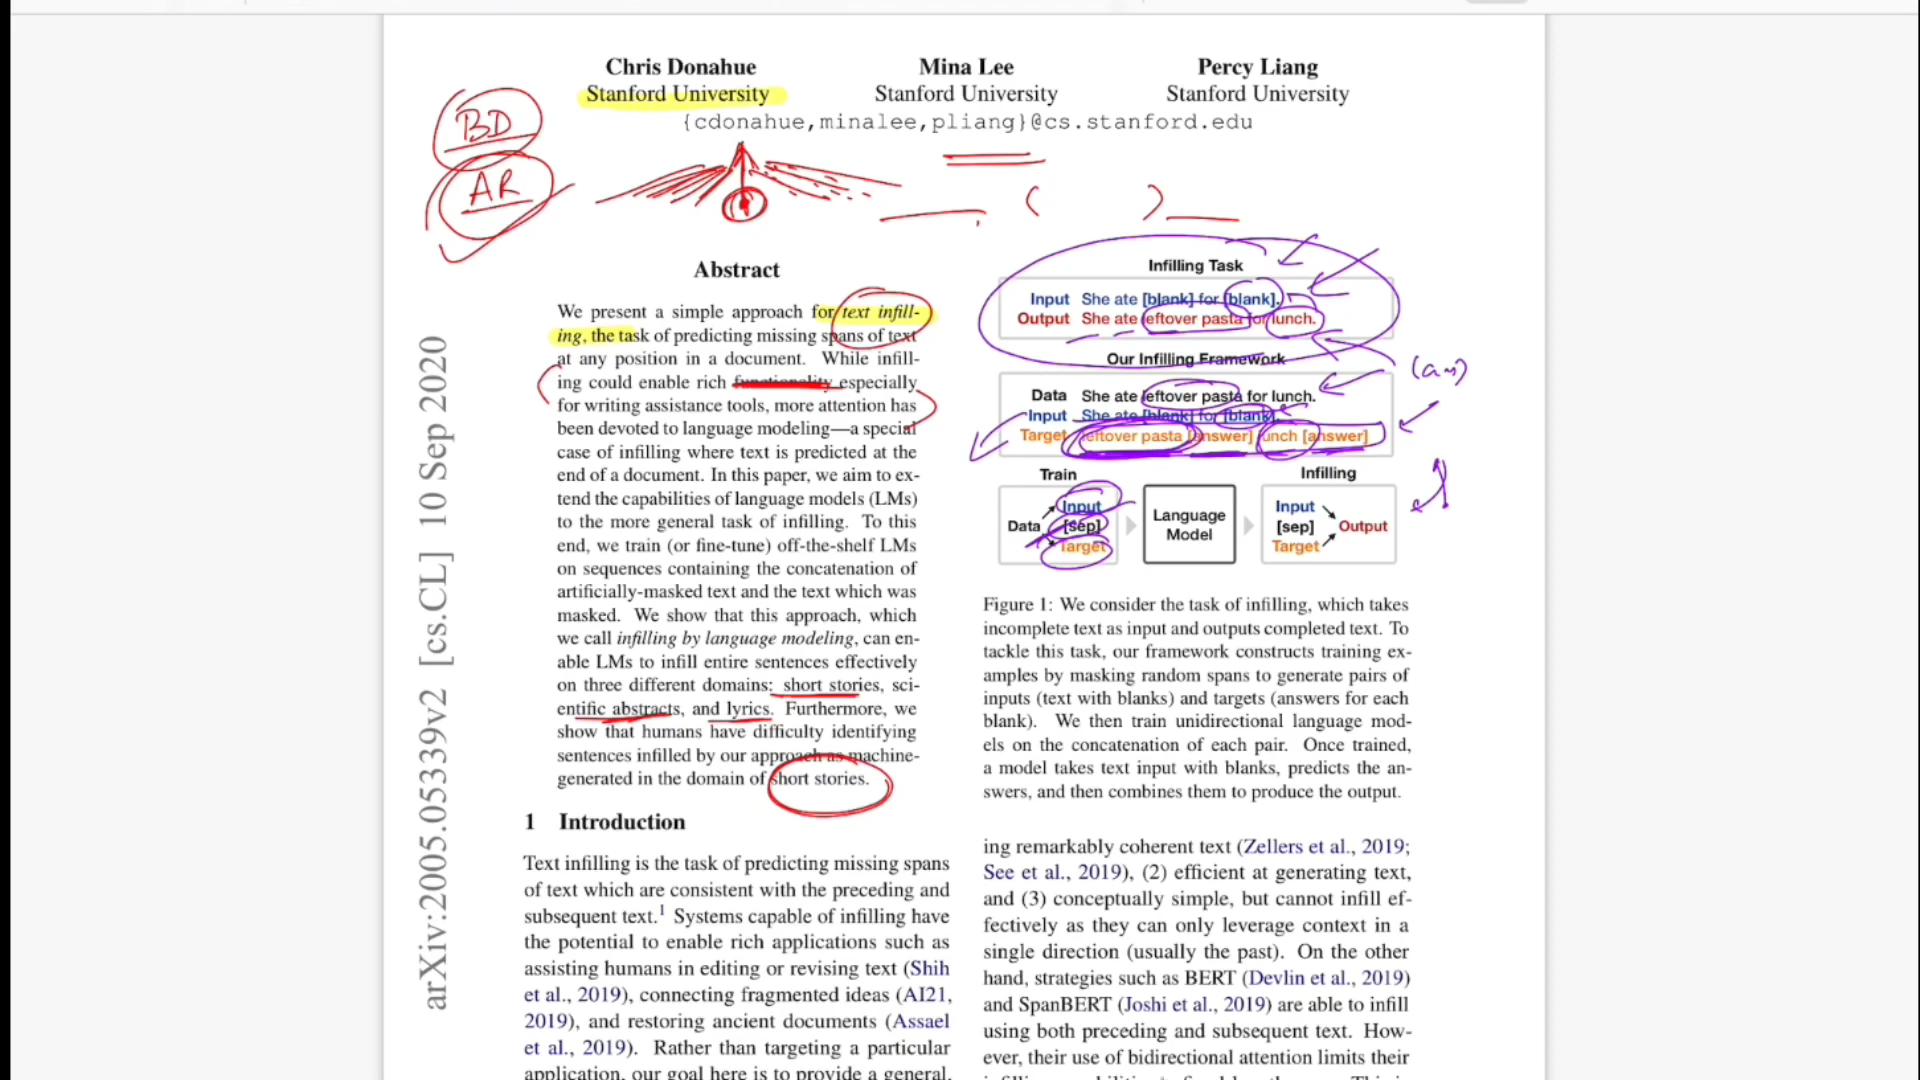 Chris Donahue
Stanford University
Mina Lee
Stanford University
Percy Liang
Stanford University
{cdonahue,minalee,pliang}@cs.stanford.edu
BD
AR
arXiv:2005.05339v2 [cs.CL] 10 Sep 2020
Abstract
We present a simple approach for text infill-
ing, the task of predicting missing spans of text
at any position in a document. While infill-
ing could enable rich functionality especially
for writing assistance tools, more attention has
been devoted to language modeling—a special
case of infilling where text is predicted at the
end of a document. In this paper, we aim to ex-
tend the capabilities of language models (LMs)
to the more general task of infilling. To this
end, we train (or fine-tune) off-the-shelf LMs
on sequences containing the concatenation of
artificially-masked text and the text which was
masked. We show that this approach, which
we call infilling by language modeling, can en-
able LMs to infill entire sentences effectively
on three different domains: short stories, sci-
entific abstracts, and lyrics. Furthermore, we
show that humans have difficulty identifying
sentences infilled by our approach as machine-
generated in the domain of short stories.
1 Introduction
Text infilling is the task of predicting missing spans
of text which are consistent with the preceding and
subsequent text.1 Systems capable of infilling have
the potential to enable rich applications such as
assisting humans in editing or revising text (Shih
et al., 2019), connecting fragmented ideas (AI21,
2019), and restoring ancient documents (Assael
et al., 2019). Rather than targeting a particular
application, our goal here is to provide a general,
Infilling Task
Input She ate [blank] for [blank].
Output She ate leftover pasta for lunch.
Our Infilling Framework
Data She ate leftover pasta for lunch.
Input She ate [blank] for [blank].
Target leftover pasta [answer] lunch [answer]
Train
Infilling
Data
Input
[sep]
Target
Language
Model
Input
[sep]
Target
Output
Figure 1: We consider the task of infilling, which takes
incomplete text as input and outputs completed text. To
tackle this task, our framework constructs training ex-
amples by masking random spans to generate pairs of
inputs (text with blanks) and targets (answers for each
blank). We then train unidirectional language mod-
els on the concatenation of each pair. Once trained,
a model takes text input with blanks, predicts the an-
swers, and then combines them to produce the output.
ing remarkably coherent text (Zellers et al., 2019;
See et al., 2019), (2) efficient at generating text,
and (3) conceptually simple, but cannot infill ef-
fectively as they can only leverage context in a
single direction (usually the past). On the other
hand, strategies such as BERT (Devlin et al., 2019)
and SpanBERT (Joshi et al., 2019) are able to infill
using both preceding and subsequent text. How-
ever, their use of bidirectional attention limits their